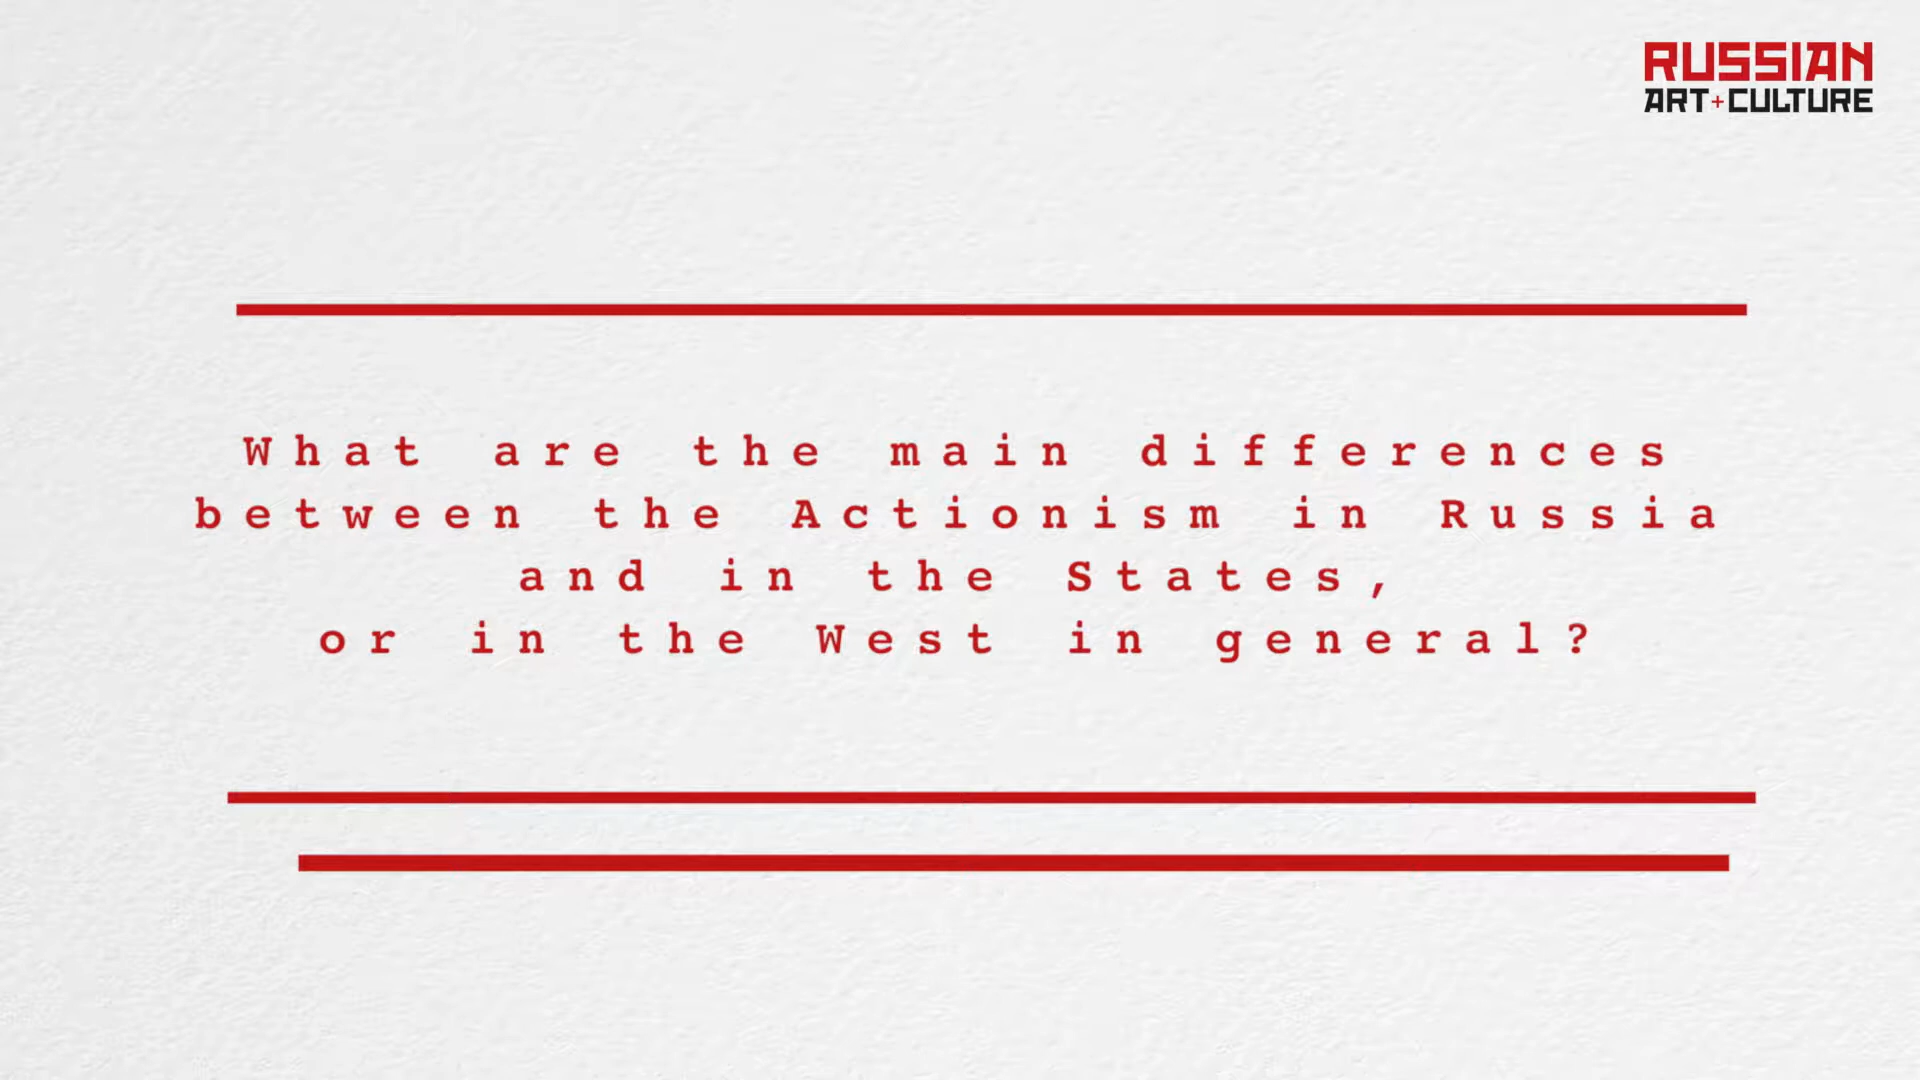 RUSSIAN
ART+CULTURE
What are the main differences
between the Actionism in Russia
and in the States,
or in the West in general?